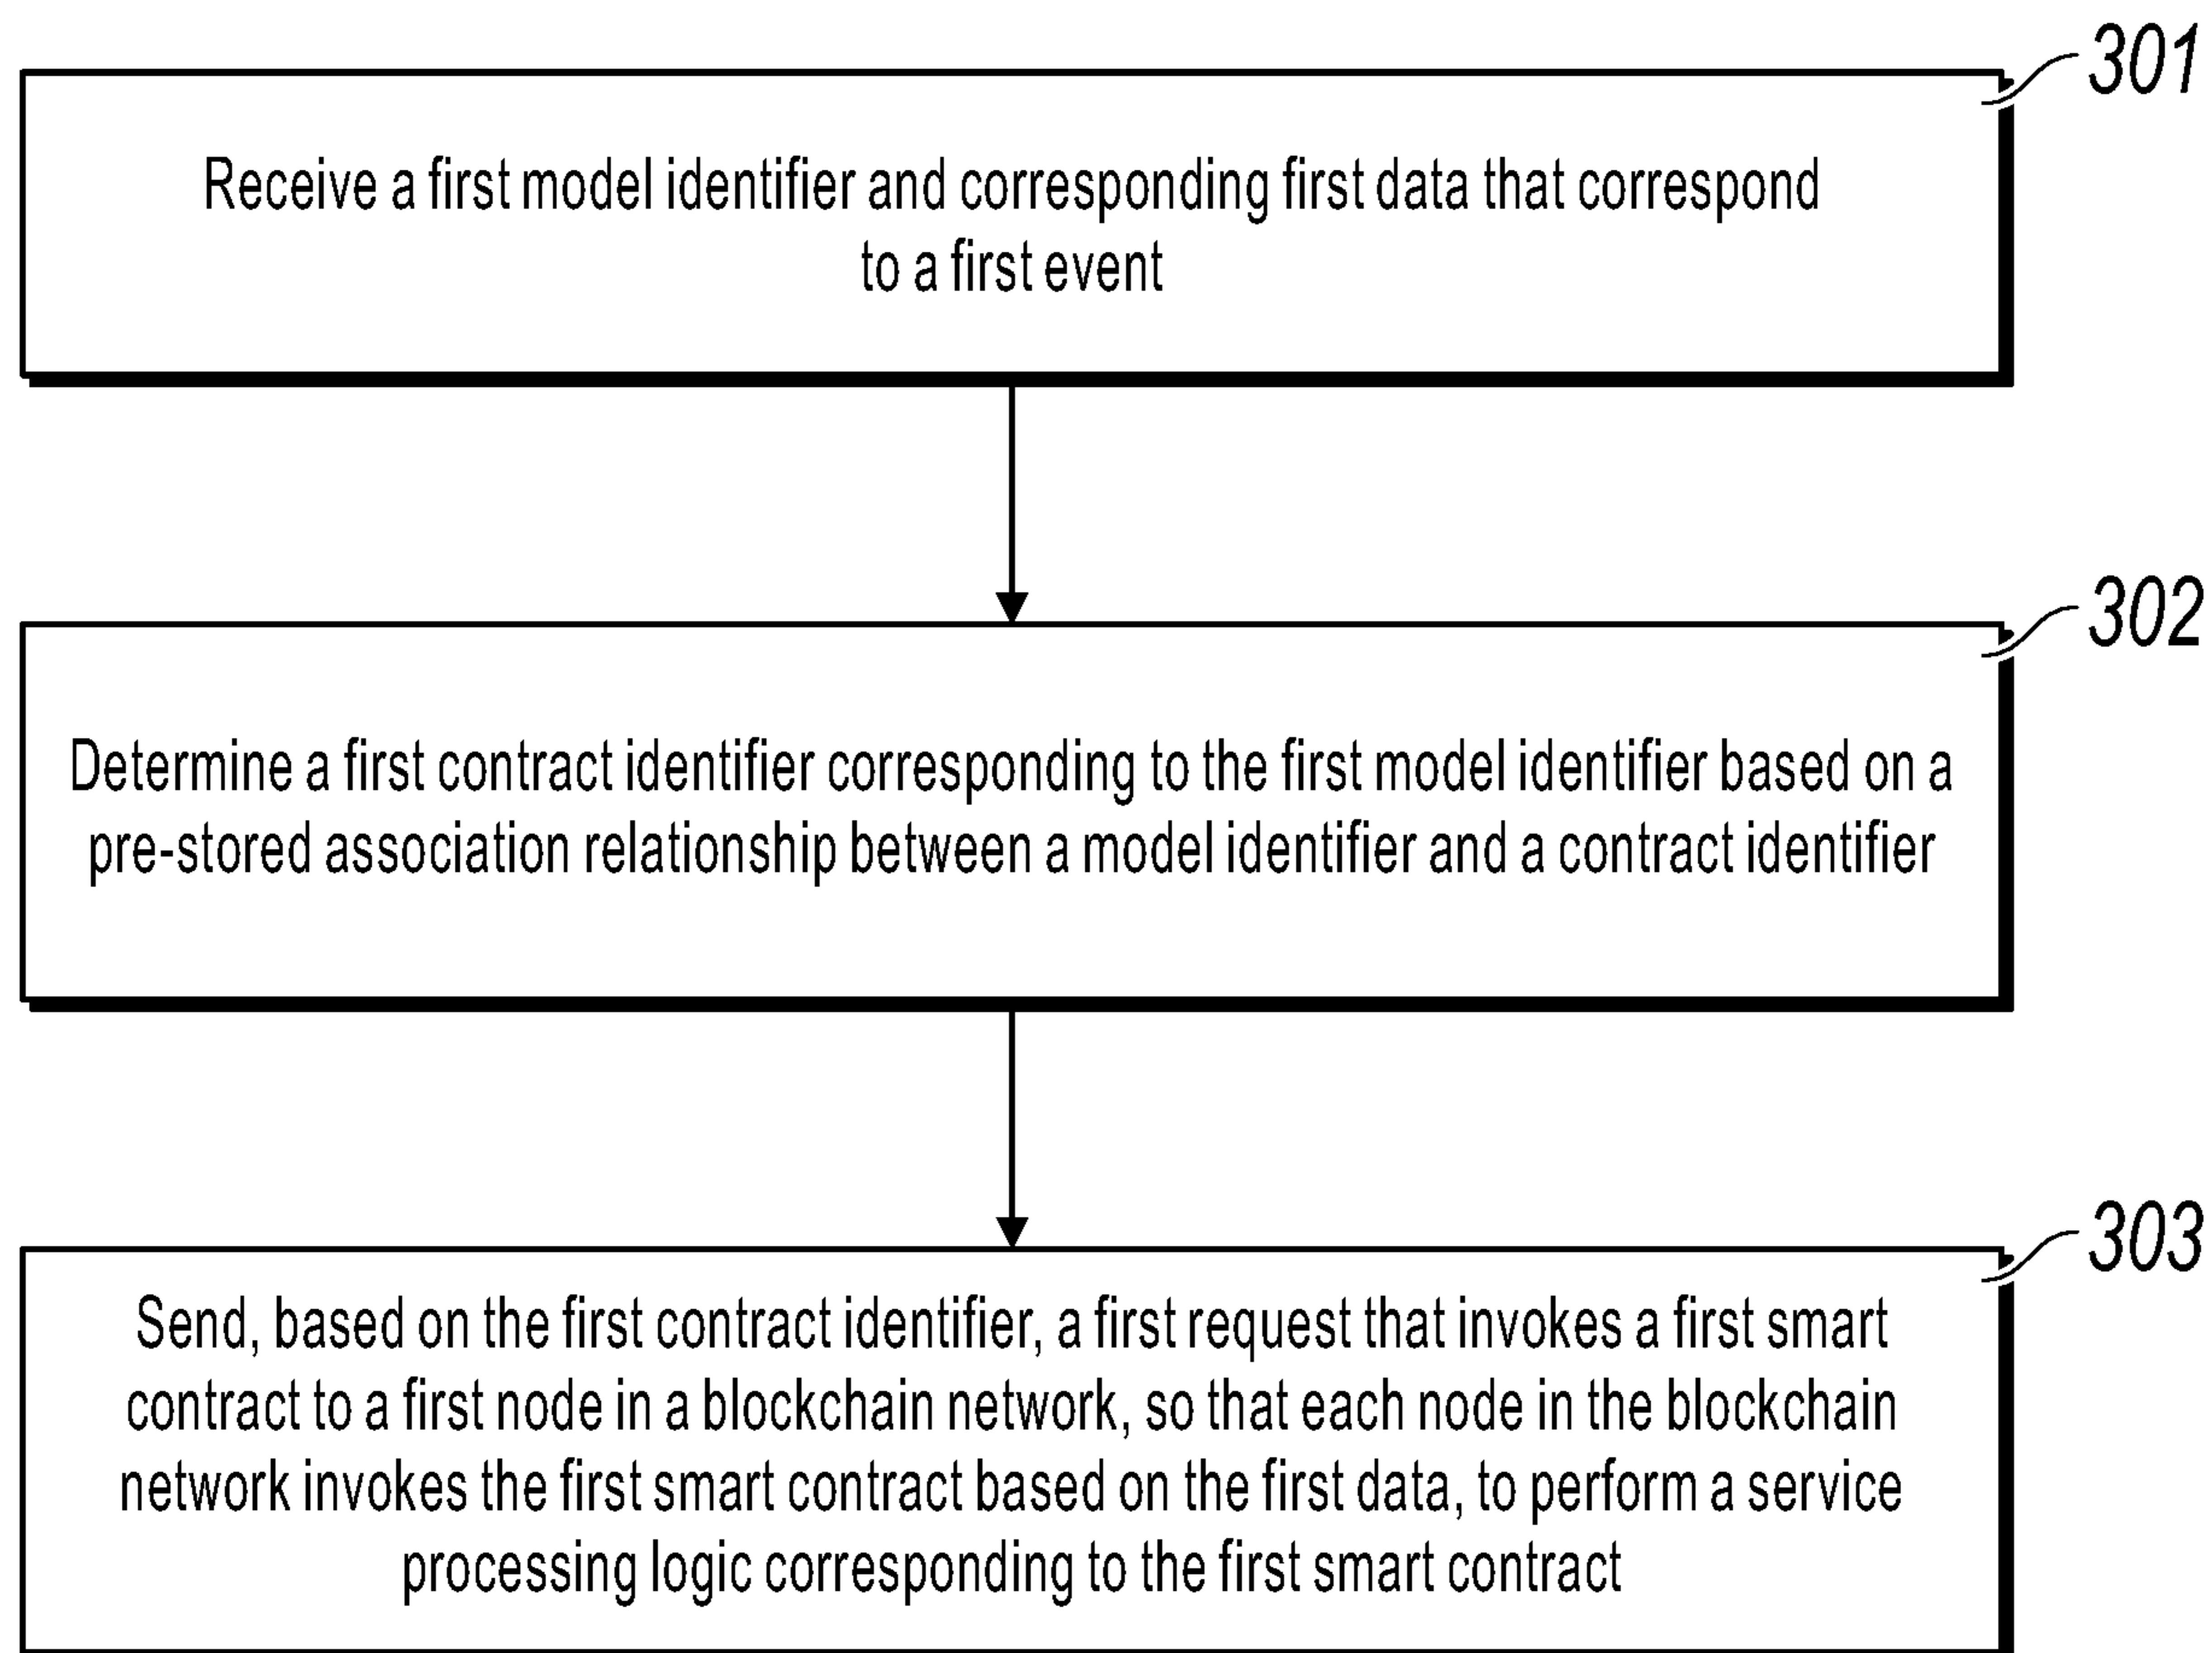 301
Receive a first model identifier and corresponding first data that correspond
to a first event
302
Determine a first contract identifier corresponding to the first model identifier based on a
pre-stored association relationship between a model identifier and a contract identifier
303
Send, based on the first contract identifier, a first request that invokes a first smart
contract to a first node in a blockchain network, so that each node in the blockchain
network invokes the first smart contract based on the first data, to perform a service
processing logic corresponding to the first smart contract